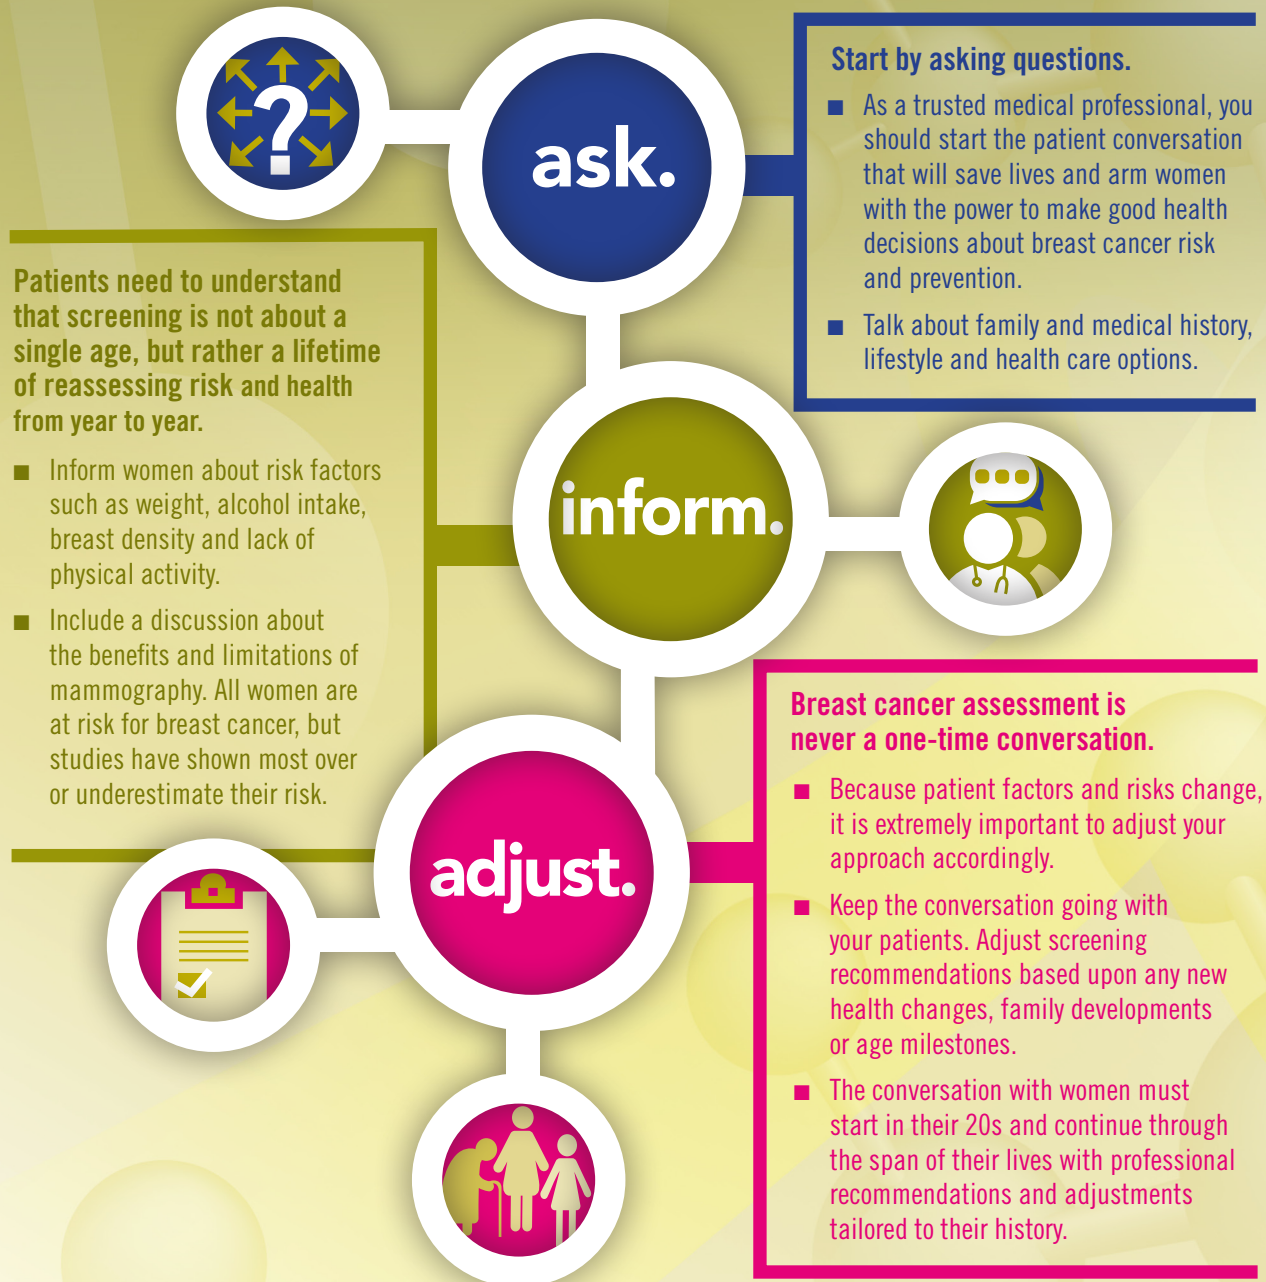 ?
ask.
Start by asking questions.
■ As a trusted medical professional, you
should start the patient conversation
that will save lives and arm women
with the power to make good health
decisions about breast cancer risk
and prevention.
■ Talk about family and medical history,
lifestyle and health care options.
inform.
Patients need to understand
that screening is not about a
single age, but rather a lifetime
of reassessing risk and health
from year to year.
■ Inform women about risk factors
such as weight, alcohol intake,
breast density and lack of
physical activity.
■ Include a discussion about
the benefits and limitations of
mammography. All women are
at risk for breast cancer, but
studies have shown most over
or underestimate their risk.
adjust.
Breast cancer assessment is
never a one-time conversation.
■ Because patient factors and risks change,
it is extremely important to adjust your
approach accordingly.
■ Keep the conversation going with
your patients. Adjust screening
recommendations based upon any new
health changes, family developments
or age milestones.
■ The conversation with women must
start in their 20s and continue through
the span of their lives with professional
recommendations and adjustments
tailored to their history.